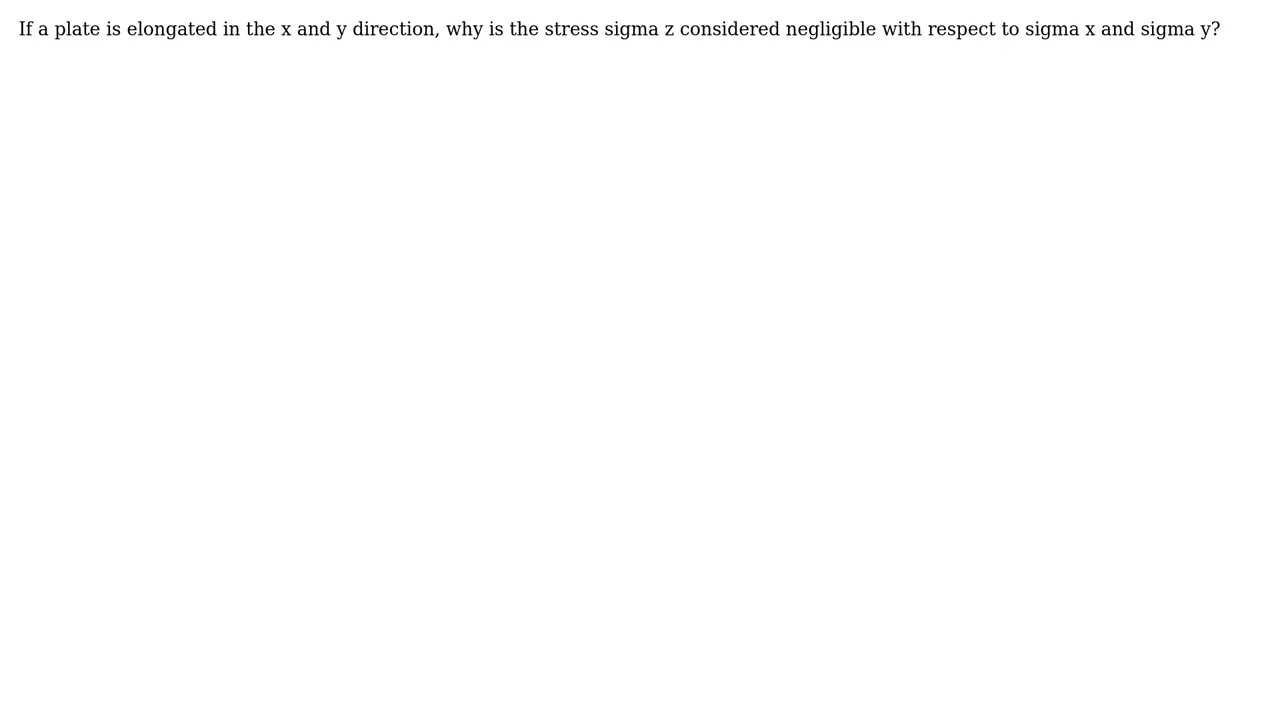 If a plate is elongated in the x and y direction, why is the stress sigma z considered negligible with respect to sigma x and sigma y?